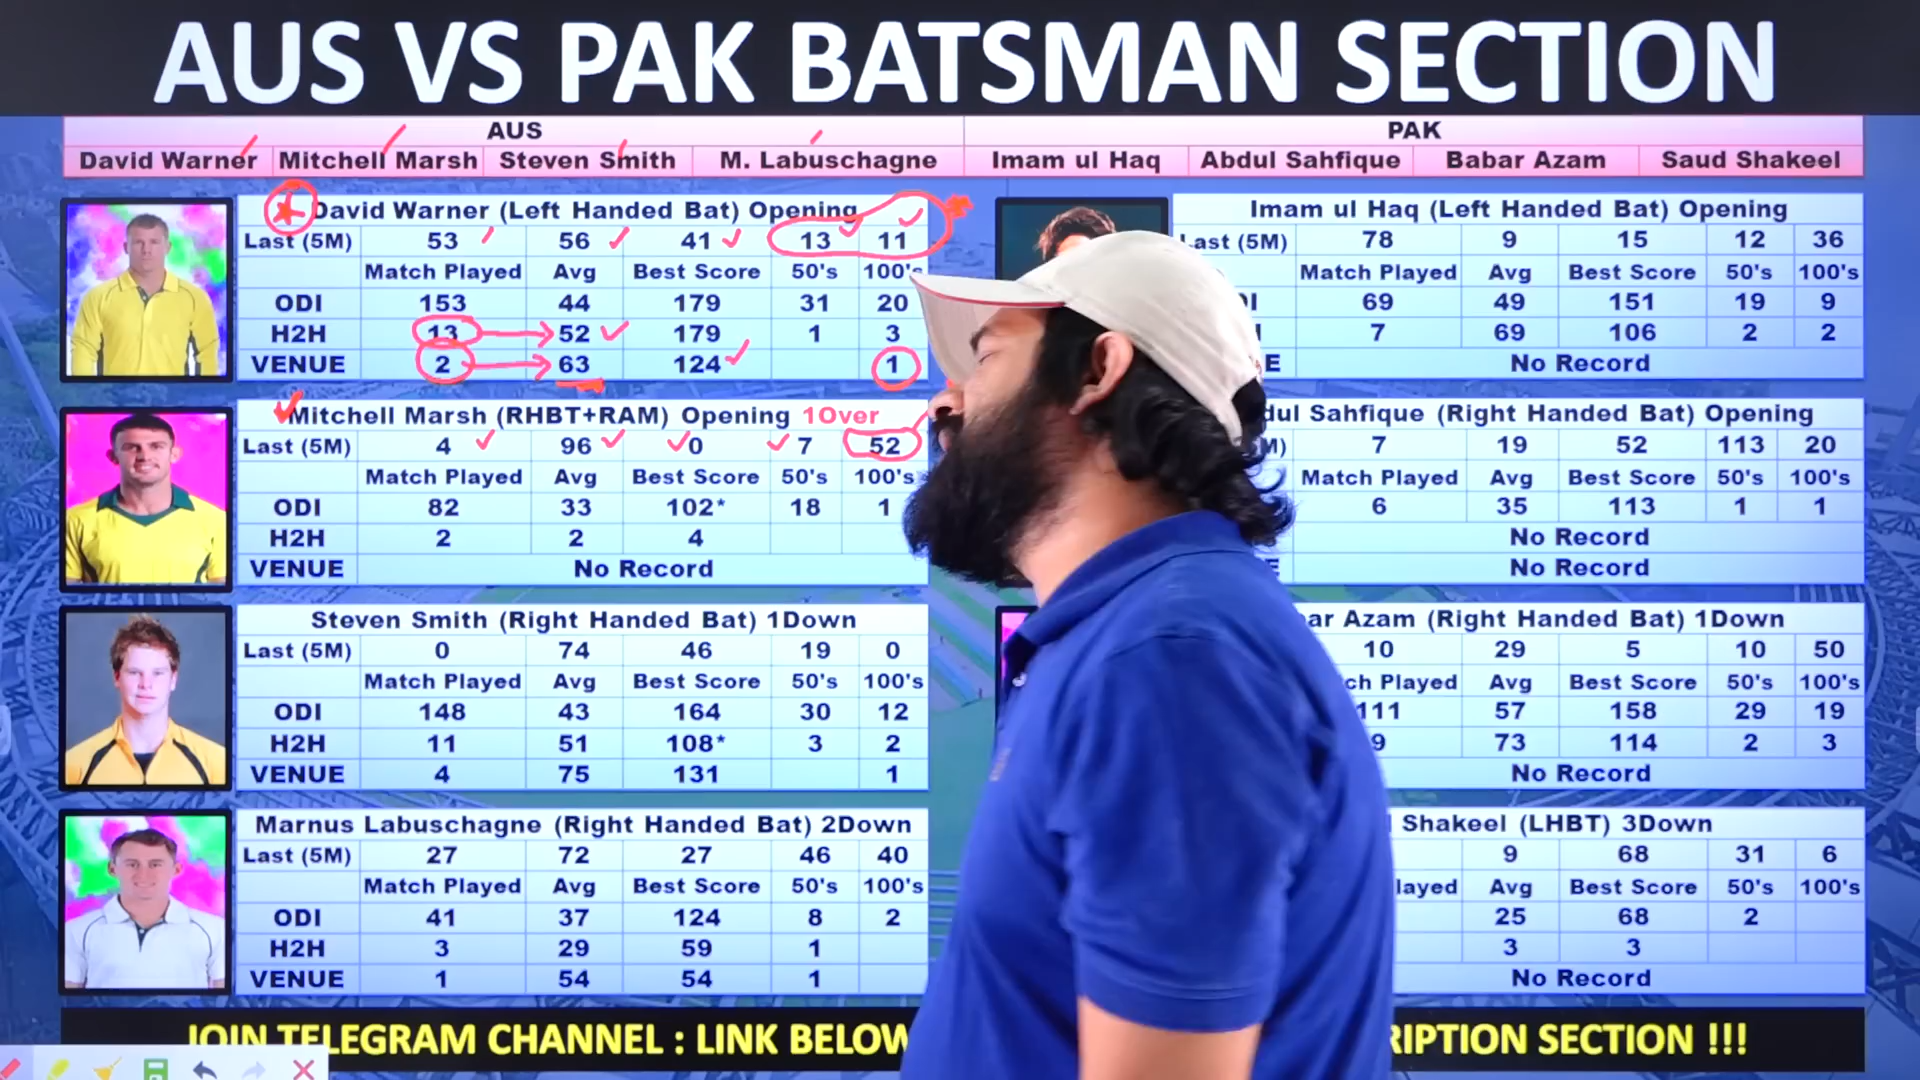 AUS VS PAK BATSMAN SECTION
AUS PAK
David Warner Mitchell Marsh Steven Smith M. Labuschagne Imam ul Haq Abdul Sahfique Babar Azam Saud Shakeel
David Warner (Left Handed Bat) Opening
Last (5M) 53 56 41 13 11
Match Played Avg Best Score 50's 100's
ODI 153 44 179 31 20
H2H 13 52 179 1 3
VENUE 2 63 124 1
Mitchell Marsh (RHBT+RAM) Opening 1Over
Last (5M) 4 96 0 7 52
Match Played Avg Best Score 50's 100's
ODI 82 33 102* 18 1
H2H 2 2 4
VENUE No Record
Steven Smith (Right Handed Bat) 1Down
Last (5M) 0 74 46 19 0
Match Played Avg Best Score 50's 100's
ODI 148 43 164 30 12
H2H 11 51 108* 3 2
VENUE 4 75 131 1
Marnus Labuschagne (Right Handed Bat) 2Down
Last (5M) 27 72 27 46 40
Match Played Avg Best Score 50's 100's
ODI 41 37 124 8 2
H2H 3 29 59 1
VENUE 1 54 54 1
Imam ul Haq (Left Handed Bat) Opening
Last (5M) 78 9 15 12 36
Match Played Avg Best Score 50's 100's
69 49 151 19 9
7 69 106 2 2
No Record
Sahfique (Right Handed Bat) Opening
7 19 52 113 20
Match Played Avg Best Score 50's 100's
6 35 113 1 1
No Record
No Record
Azam (Right Handed Bat) 1Down
10 29 5 10 50
Played Avg Best Score 50's 100's
111 57 158 29 19
9 73 114 2 3
No Record
Shakeel (LHBT) 3Down
9 68 31 6
Avg Best Score 50's 100's
25 68 2
3 3
No Record
JOIN TELEGRAM CHANNEL : LINK BELOW SECTION !!!